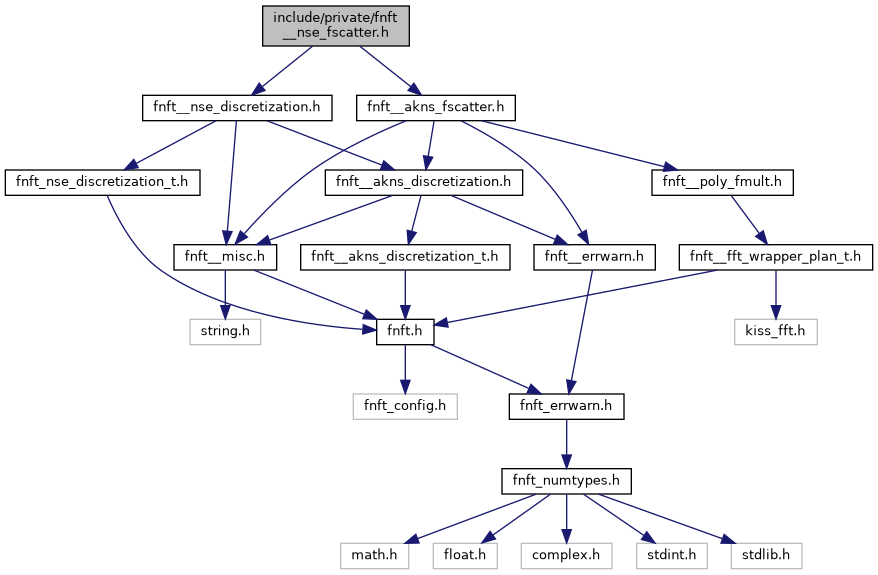 include/private/fnft
__nse_fscatter.h
fnft__nse_discretization.h
fnft__akns_fscatter.h
fnft_nse_discretization_t.h
fnft__akns_discretization.h
fnft__poly_fmult.h
fnft__misc.h
fnft__akns_discretization_t.h
fnft__errwarn.h
fnft__fft_wrapper_plan_t.h
string.h
fnft.h
kiss_fft.h
fnft_config.h
fnft_errwarn.h
fnft_numtypes.h
math.h
float.h
complex.h
stdint.h
stdlib.h